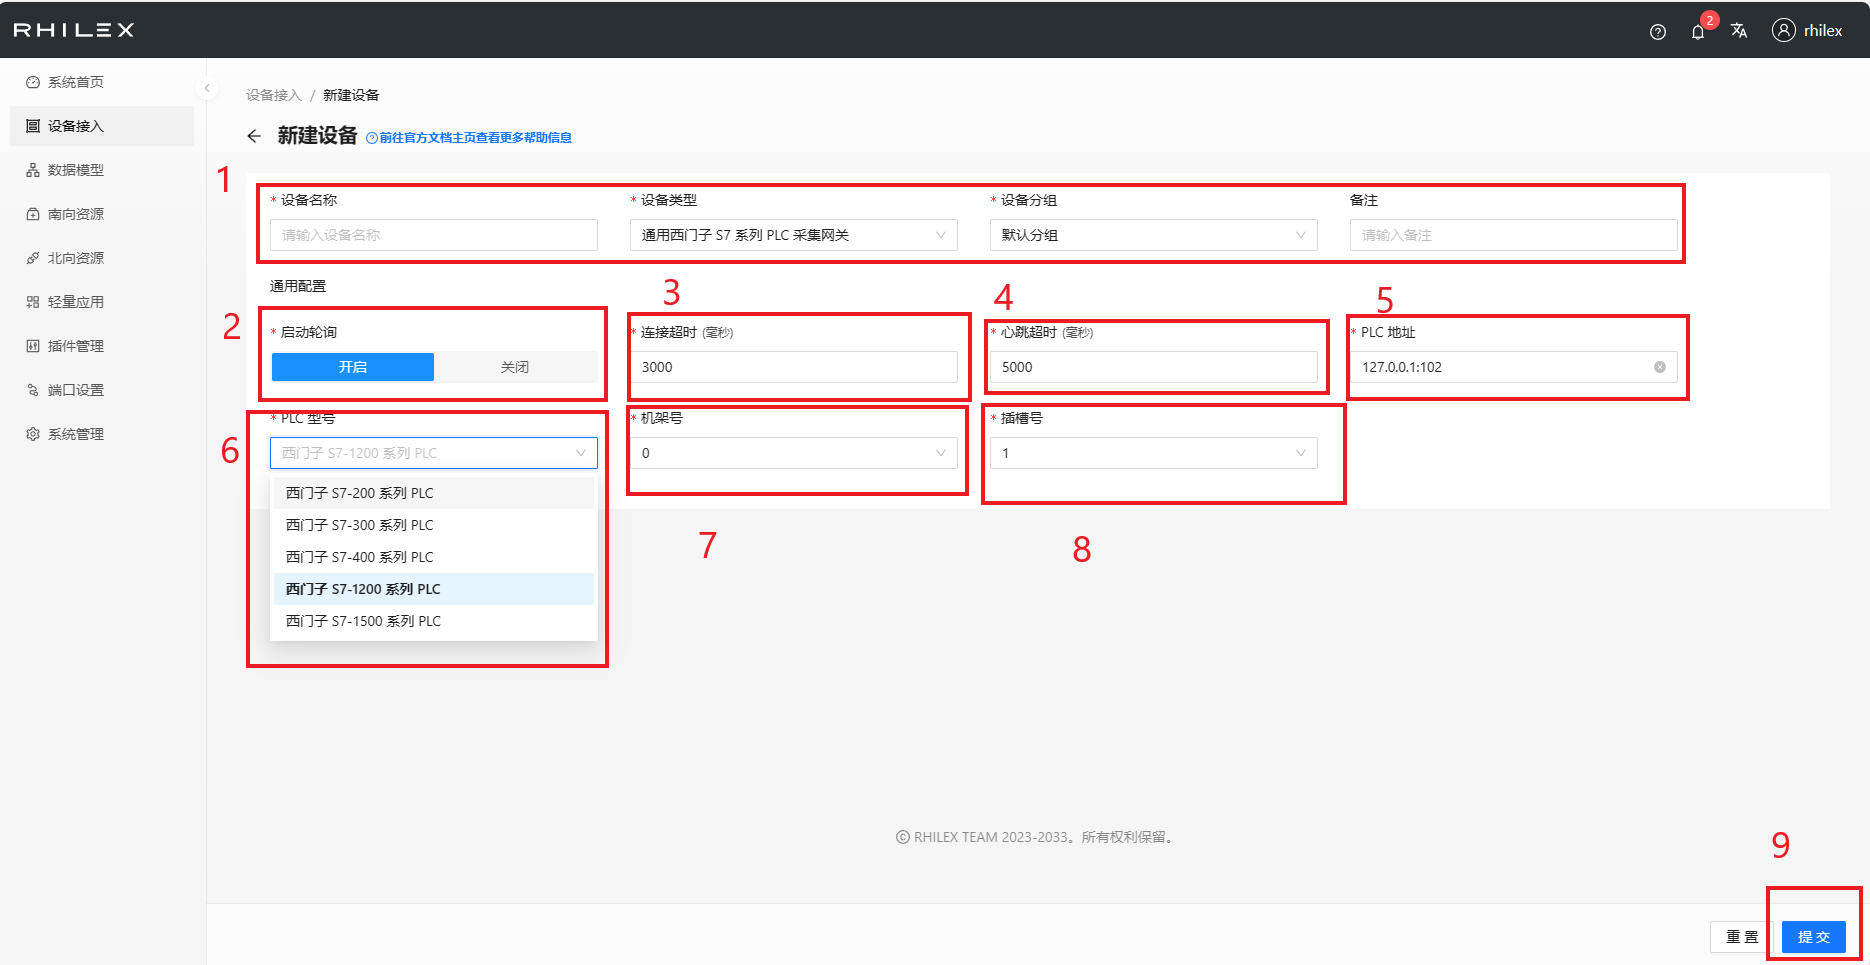 RHILEX
2
rhilex
系统首页
设备接入
数据模型
南向资源
北向资源
轻量应用
插件管理
端口设置
系统管理
设备接入 / 新建设备
新建设备 前往官方文档主页查看更多帮助信息
1
* 设备名称
请输入设备名称
* 设备类型
通用西门子 S7 系列 PLC 采集网关
* 设备分组
默认分组
备注
请输入备注
通用配置
2
* 启动轮询
开启 关闭
3
* 连接超时 (毫秒)
3000
4
* 心跳超时 (毫秒)
5000
5
* PLC 地址
127.0.0.1:102
6
* PLC 型号
西门子 S7-1200 系列 PLC
西门子 S7-200 系列 PLC
西门子 S7-300 系列 PLC
西门子 S7-400 系列 PLC
西门子 S7-1200 系列 PLC
西门子 S7-1500 系列 PLC
* 机架号
0
7
* 插槽号
1
8
© RHILEX TEAM 2023-2033。所有权利保留。
9
重 置
提 交